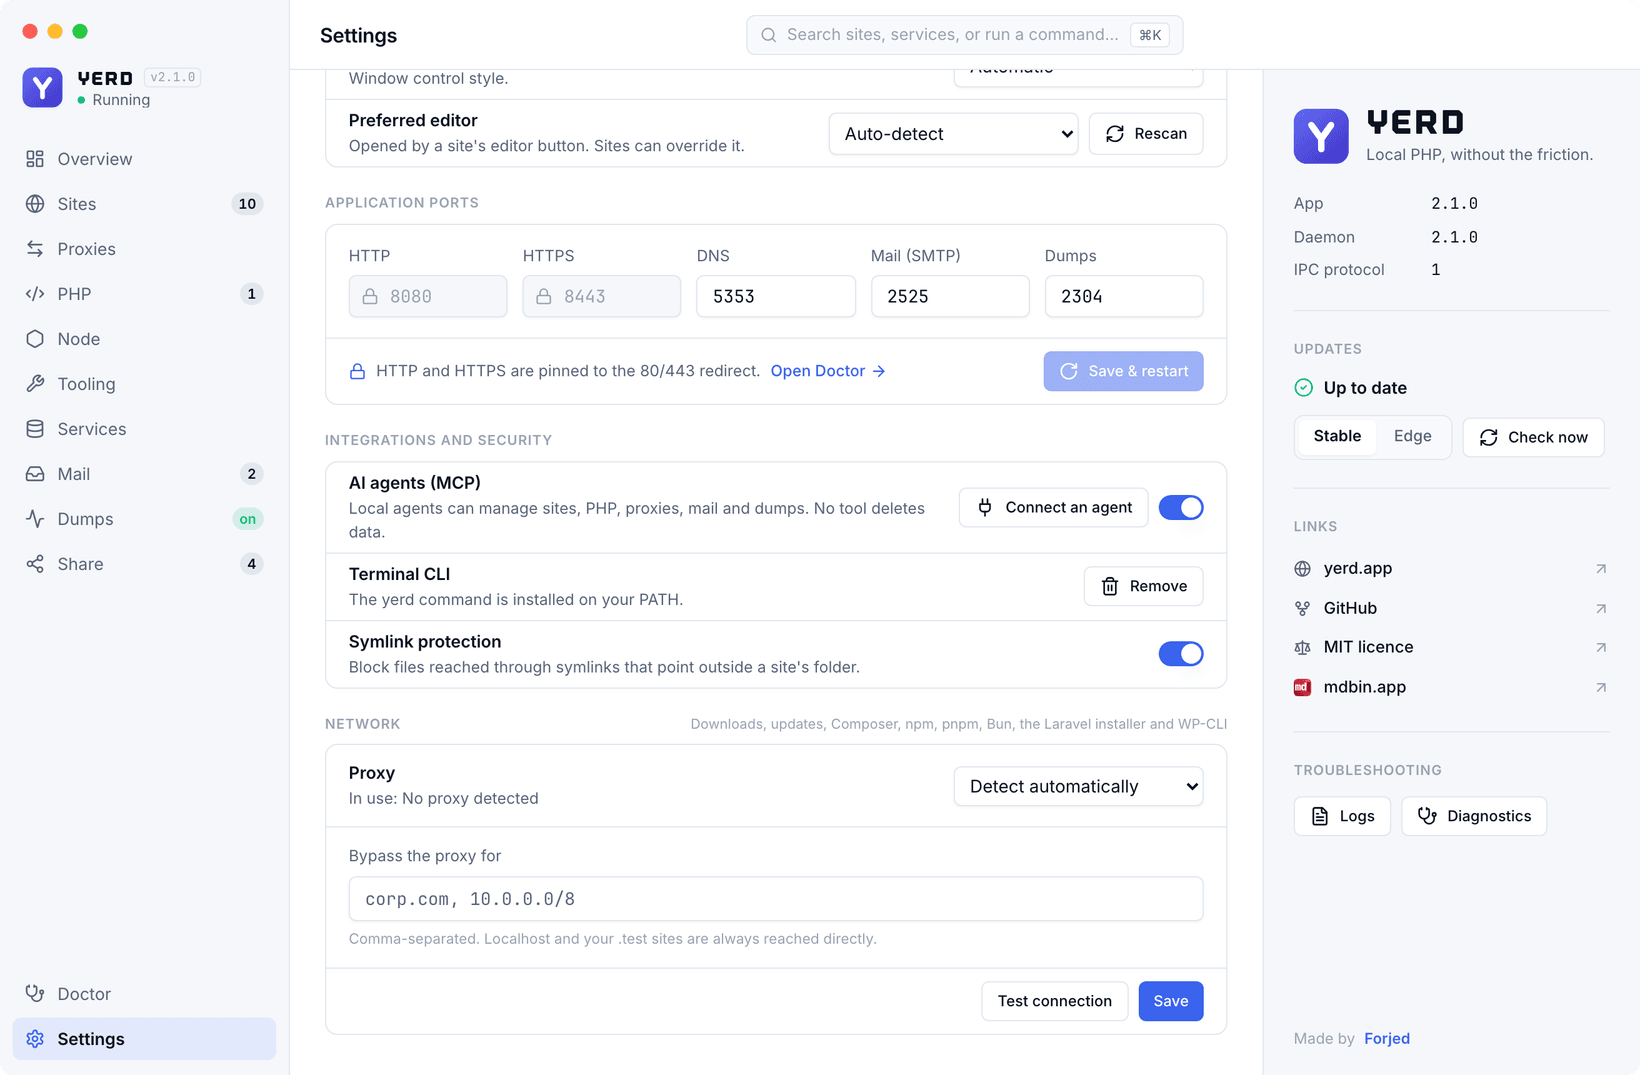 Settings
Search sites, services, or run a command... ⌘K
Y YERD v2.1.0
Running
Overview
Sites 10
Proxies
PHP 1
Node
Tooling
Services
Mail 2
Dumps on
Share 4
Doctor
Settings
Window control style.
Automatic
Preferred editor
Opened by a site's editor button. Sites can override it.
Auto-detect
Rescan
APPLICATION PORTS
HTTP HTTPS DNS Mail (SMTP) Dumps
8080 8443 5353 2525 2304
HTTP and HTTPS are pinned to the 80/443 redirect. Open Doctor →
Save & restart
INTEGRATIONS AND SECURITY
AI agents (MCP)
Local agents can manage sites, PHP, proxies, mail and dumps. No tool deletes
data.
Connect an agent
Terminal CLI
The yerd command is installed on your PATH.
Remove
Symlink protection
Block files reached through symlinks that point outside a site's folder.
NETWORK Downloads, updates, Composer, npm, pnpm, Bun, the Laravel installer and WP-CLI
Proxy
In use: No proxy detected
Detect automatically
Bypass the proxy for
corp.com, 10.0.0.0/8
Comma-separated. Localhost and your .test sites are always reached directly.
Test connection Save
Y YERD
Local PHP, without the friction.
App 2.1.0
Daemon 2.1.0
IPC protocol 1
UPDATES
Up to date
Stable Edge Check now
LINKS
yerd.app
GitHub
MIT licence
md mdbin.app
TROUBLESHOOTING
Logs Diagnostics
Made by Forjed